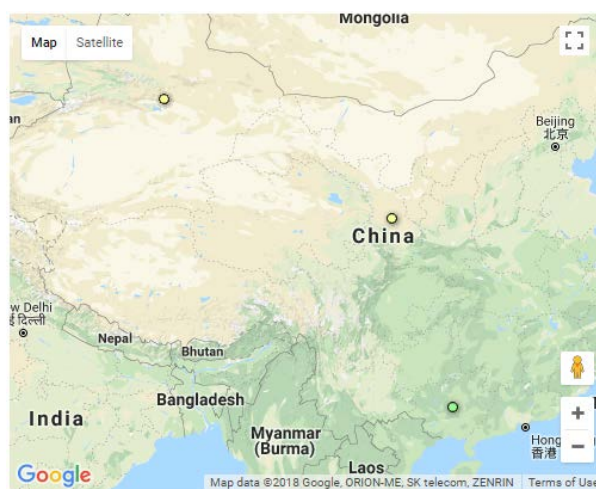 Mongolia
Map Satellite
an
Beijing
北京
China
w Delhi
ई दिल्ली
Nepal
Bhutan
Bangladesh
India
Myanmar
(Burma)
Hong
香港
Laos
Google
Map data ©2018 Google, ORION-ME, SK telecom, ZENRIN
Terms of Use